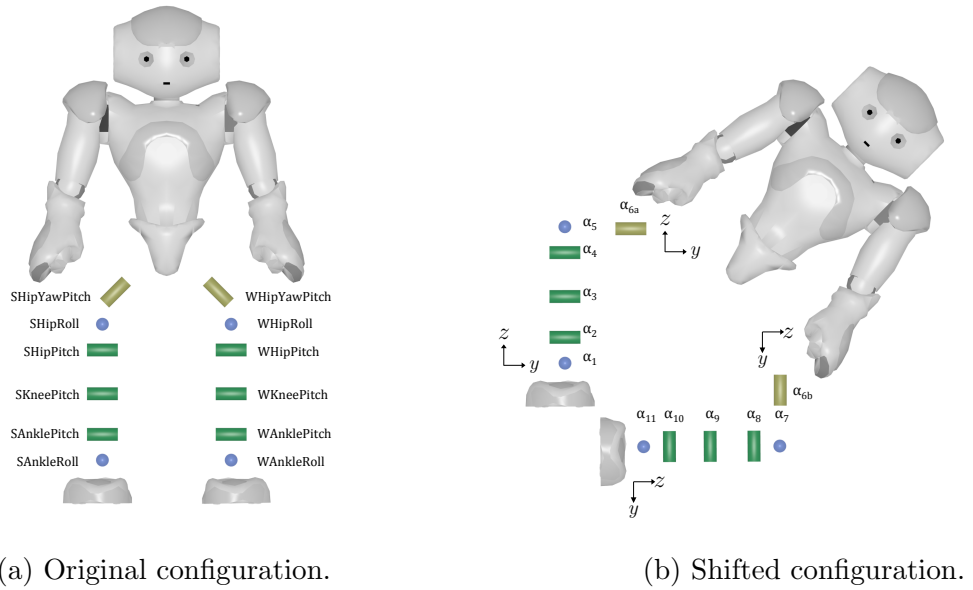 SHipYawPitch
WHipYawPitch
SHipRoll
WHipRoll
SHipPitch
WHipPitch
SKneePitch
WKneePitch
SAnklePitch
WAnklePitch
SAnkleRoll
WAnkleRoll
a) Original configuration.
α6a
α5
z
y
α4
α3
α2
z
y
α1
z
y
α6b
α11 α10 α9 α8 α7
z
y
(b) Shifted configuration.